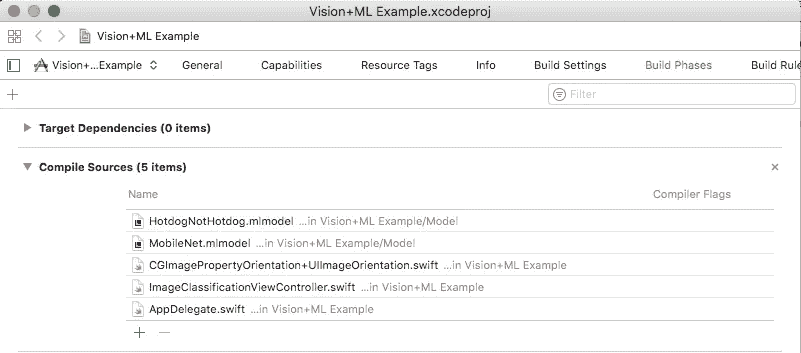 Vision+ML Example.xcodeproj
Vision+ML Example
Vision+...Example General Capabilities Resource Tags Info Build Settings Build Phases Build Rule
Filter
Target Dependencies (0 items)
Compile Sources (5 items)
Name Compiler Flags
HotdogNotHotdog.mlmodel ...in Vision+ML Example/Model
MobileNet.mlmodel ...in Vision+ML Example/Model
CGImagePropertyOrientation+UIImageOrientation.swift ...in Vision+ML Example
ImageClassificationViewController.swift ...in Vision+ML Example
AppDelegate.swift ...in Vision+ML Example